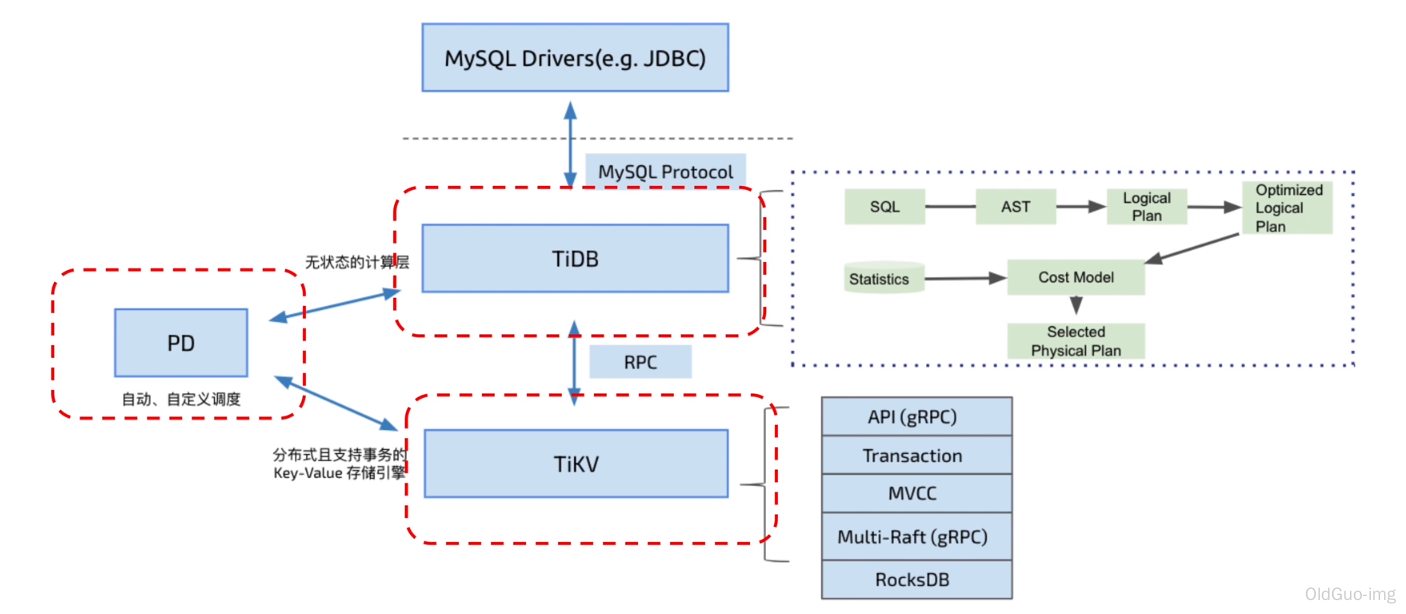 MySQL Drivers(e.g. JDBC)
MySQL Protocol
TiDB
无状态的计算层
PD
自动、自定义调度
RPC
分布式且支持事务的
Key-Value 存储引擎
TiKV
SQL
AST
Logical
Plan
Optimized
Logical
Plan
Statistics
Cost Model
Selected
Physical Plan
API (gRPC)
Transaction
MVCC
Multi-Raft (gRPC)
RocksDB
OldGuo-img